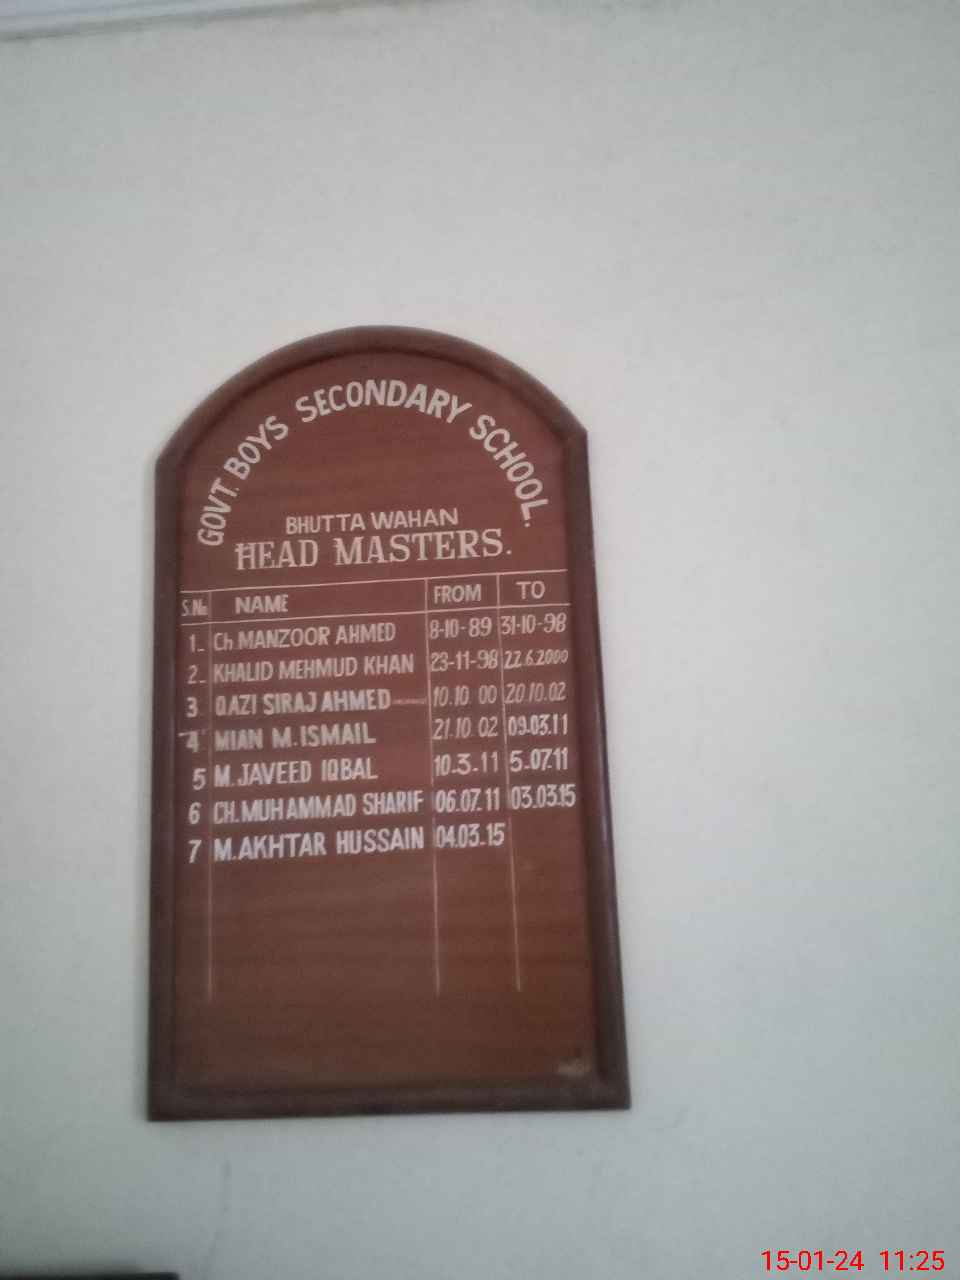 GOVT. BOYS SECONDARY SCHOOL.
BHUTTA WAHAN
HEAD MASTERS.
S.No NAME FROM TO
1_ Ch. MANZOOR AHMED 8-10-89 31-10-98
2_ KHALID MEHMUD KHAN 23-11-98 22.6.2000
3 QAZI SIRAJ AHMED 10.10.00 20.10.02
4 MIAN M. ISMAIL 21.10.02 09.03.11
5 M. JAVEED IQBAL 10-3-11 5-07.11
6 CH. MUHAMMAD SHARIF 06.07.11 03.03.15
7 M. AKHTAR HUSSAIN 04.03.15
15-01-24 11:25